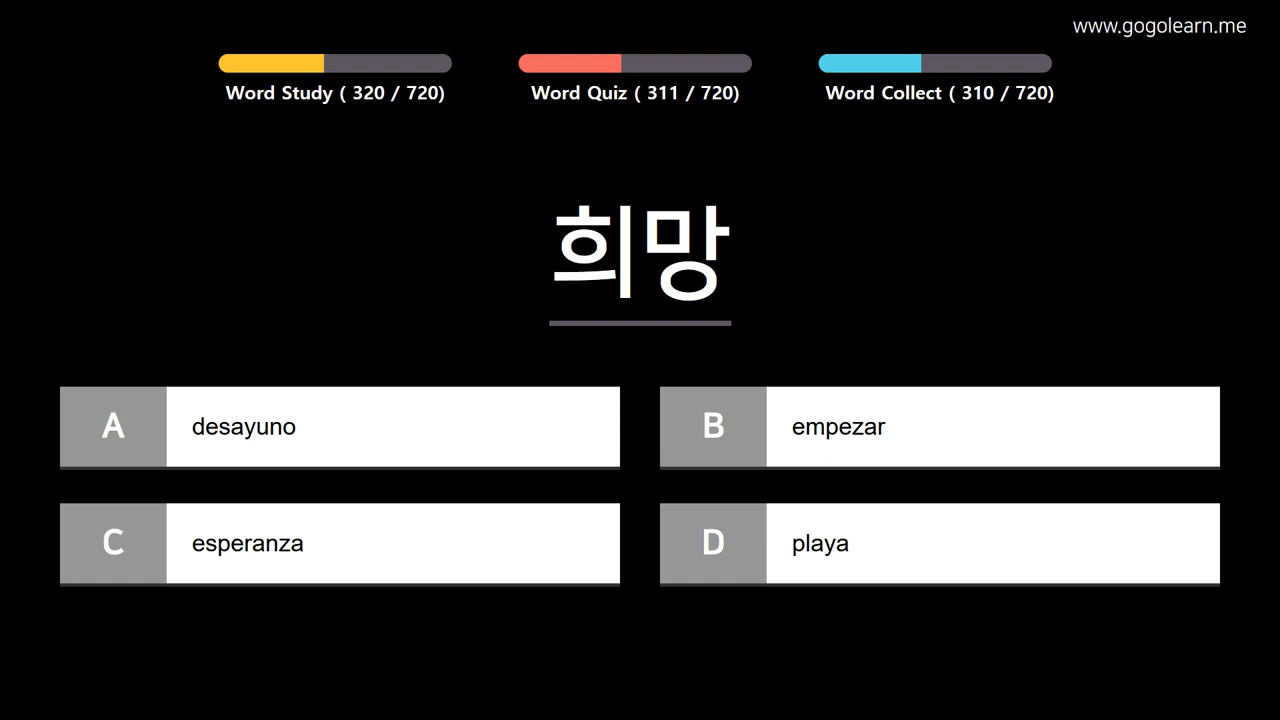 www.gogolearn.me
Word Study ( 320 / 720)
Word Quiz ( 311 / 720)
Word Collect ( 310 / 720)
희망
A desayuno
B empezar
C esperanza
D playa